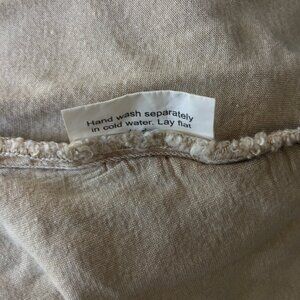 Hand wash separately
in cold water. Lay flat